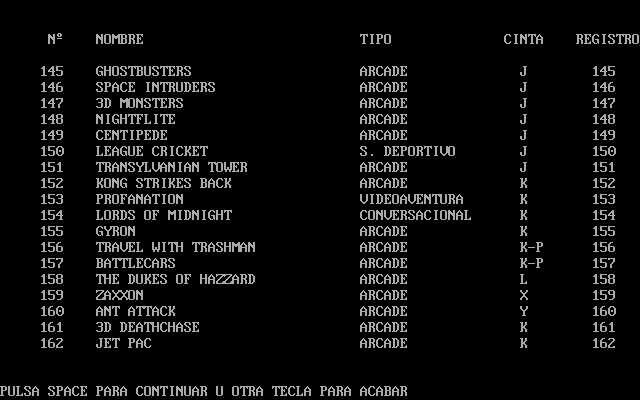 Nº NOMBRE TIPO CINTA REGISTRO
145 GHOSTBUSTERS ARCADE J 145
146 SPACE INTRUDERS ARCADE J 146
147 3D MONSTERS ARCADE J 147
148 NIGHTFLITE ARCADE J 148
149 CENTIPEDE ARCADE J 149
150 LEAGUE CRICKET S. DEPORTIVO J 150
151 TRANSYLVANIAN TOWER ARCADE J 151
152 KONG STRIKES BACK ARCADE K 152
153 PROFANATION VIDEOAVENTURA K 153
154 LORDS OF MIDNIGHT CONVERSACIONAL K 154
155 GYRON ARCADE K 155
156 TRAVEL WITH TRASHMAN ARCADE K-P 156
157 BATTLECARS ARCADE K-P 157
158 THE DUKES OF HAZZARD ARCADE L 158
159 ZAXXON ARCADE X 159
160 ANT ATTACK ARCADE Y 160
161 3D DEATHCHASE ARCADE K 161
162 JET PAC ARCADE K 162
PULSA SPACE PARA CONTINUAR U OTRA TECLA PARA ACABAR